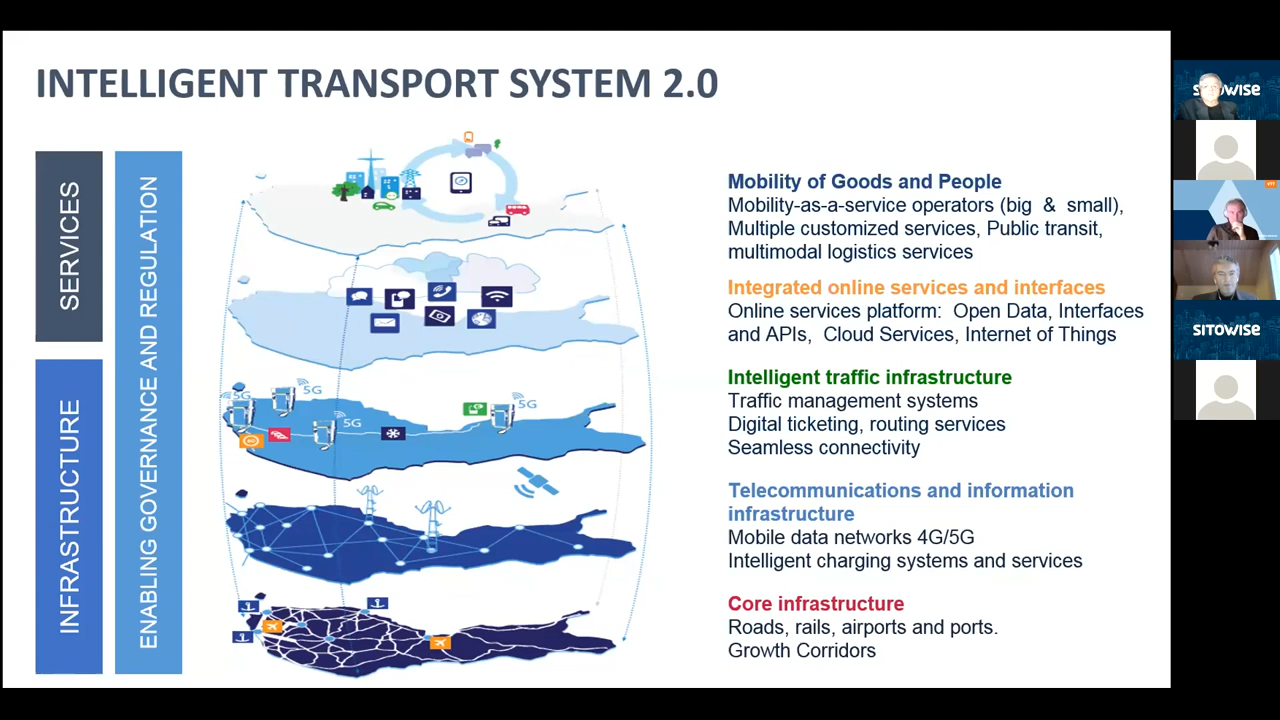 INTELLIGENT TRANSPORT SYSTEM 2.0
SERVICES
INFRASTRUCTURE
ENABLING GOVERNANCE AND REGULATION
5G
5G
5G
5G
Mobility of Goods and People
Mobility-as-a-service operators (big & small),
Multiple customized services, Public transit,
multimodal logistics services
Integrated online services and interfaces
Online services platform: Open Data, Interfaces
and APIs, Cloud Services, Internet of Things
Intelligent traffic infrastructure
Traffic management systems
Digital ticketing, routing services
Seamless connectivity
Telecommunications and information
infrastructure
Mobile data networks 4G/5G
Intelligent charging systems and services
Core infrastructure
Roads, rails, airports and ports.
Growth Corridors
SITOWISE